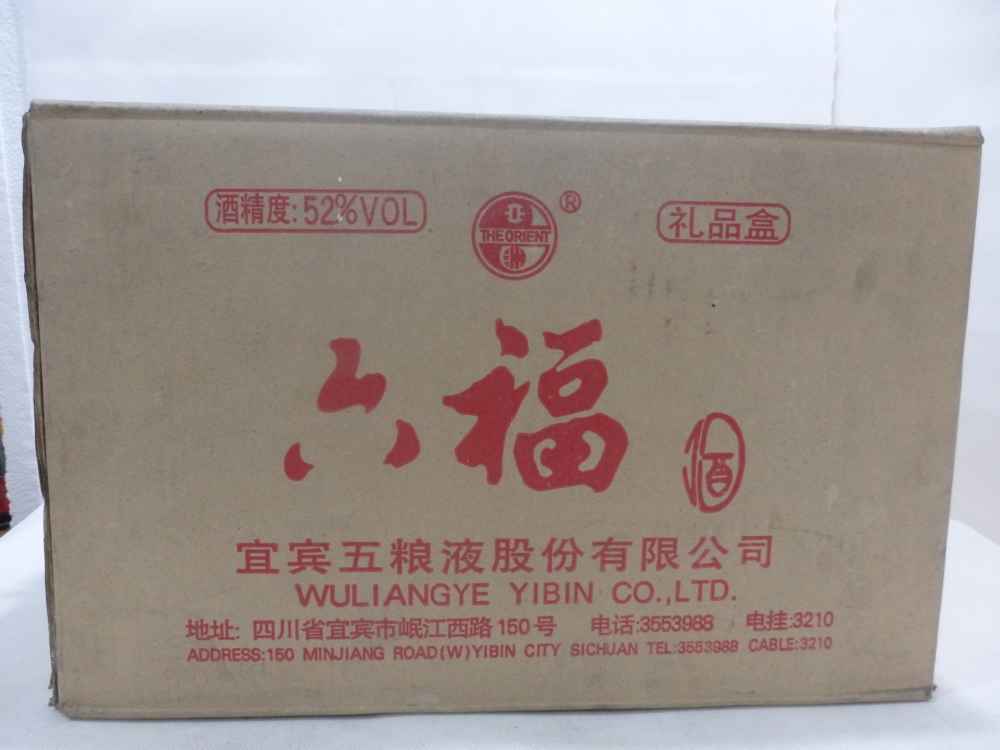 酒精度:52%VOL
THE ORIENT
®
礼品盒
六福
酒
宜宾五粮液股份有限公司
WULIANGYE YIBIN CO.,LTD.
地址: 四川省宜宾市岷江西路150号 电话:3553988 电挂:3210
ADDRESS:150 MINJIANG ROAD(W)YIBIN CITY SICHUAN TEL:3553988 CABLE:3210